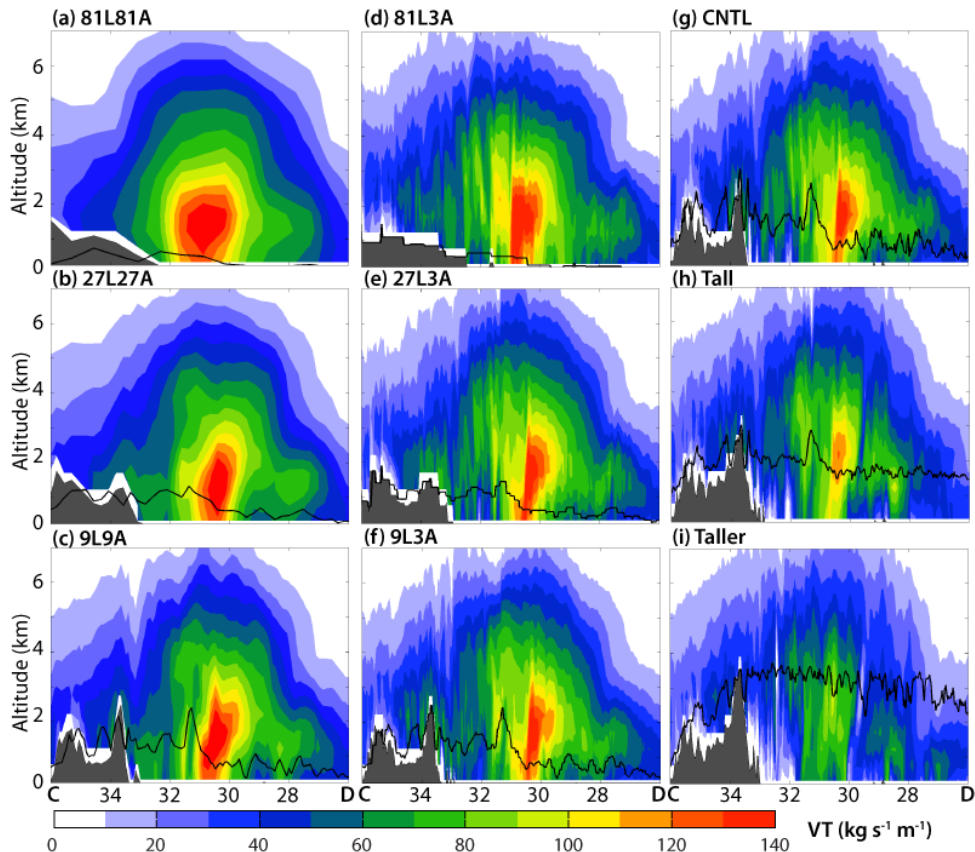 (a) 81L81A
(d) 81L3A
(g) CNTL
Altitude (km)
6
4
2
0
(b) 27L27A
(e) 27L3A
(h) Tall
Altitude (km)
6
4
2
0
(c) 9L9A
(f) 9L3A
(i) Taller
Altitude (km)
6
4
2
0
C 34 32 30 28 D
C 34 32 30 28 D
C 34 32 30 28 D
0 20 40 60 80 100 120 140
VT (kg s⁻¹ m⁻¹)